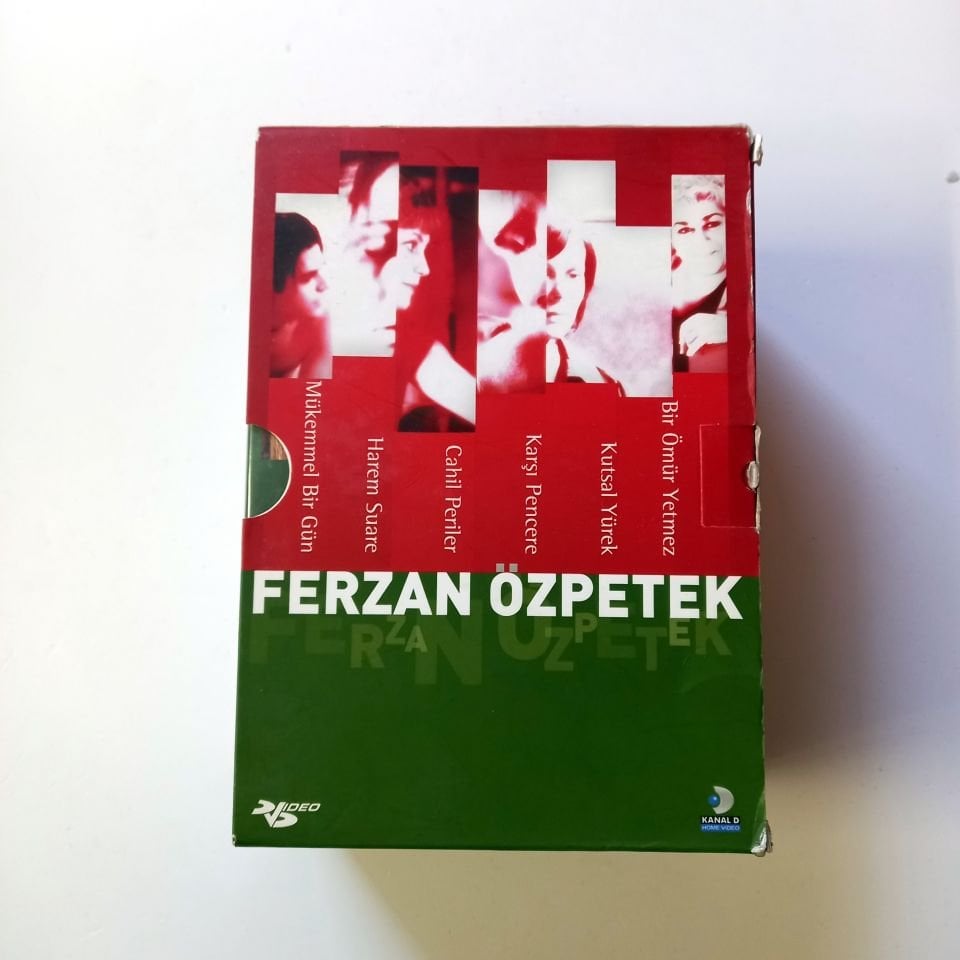 Mükemmel Bir Gün
Harem Suare
Cahil Periler
Karşı Pencere
Kutsal Yürek
Bir Ömür Yetmez
FERZAN ÖZPETEK
FERZAN ÖZPETEK
DVD VIDEO
KANAL D
HOME VIDEO